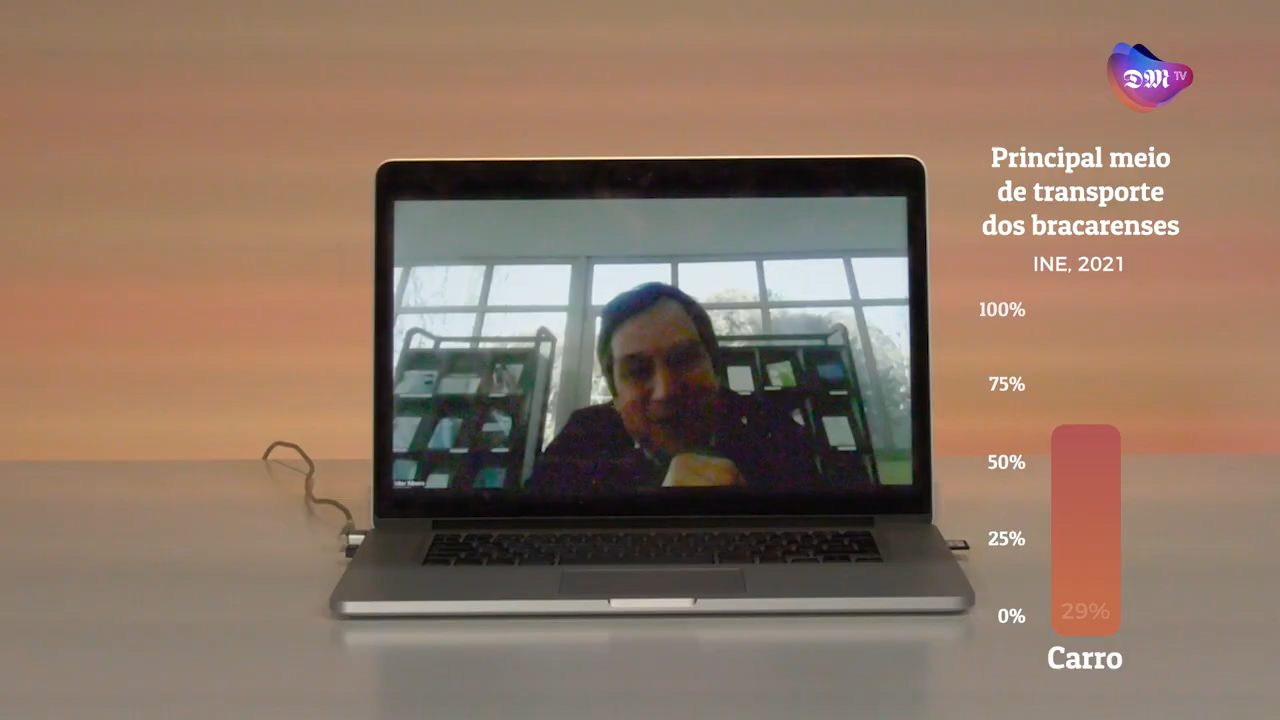 DM TV
Principal meio
de transporte
dos bracarenses
INE, 2021
100%
75%
50%
25%
0%
29%
Carro